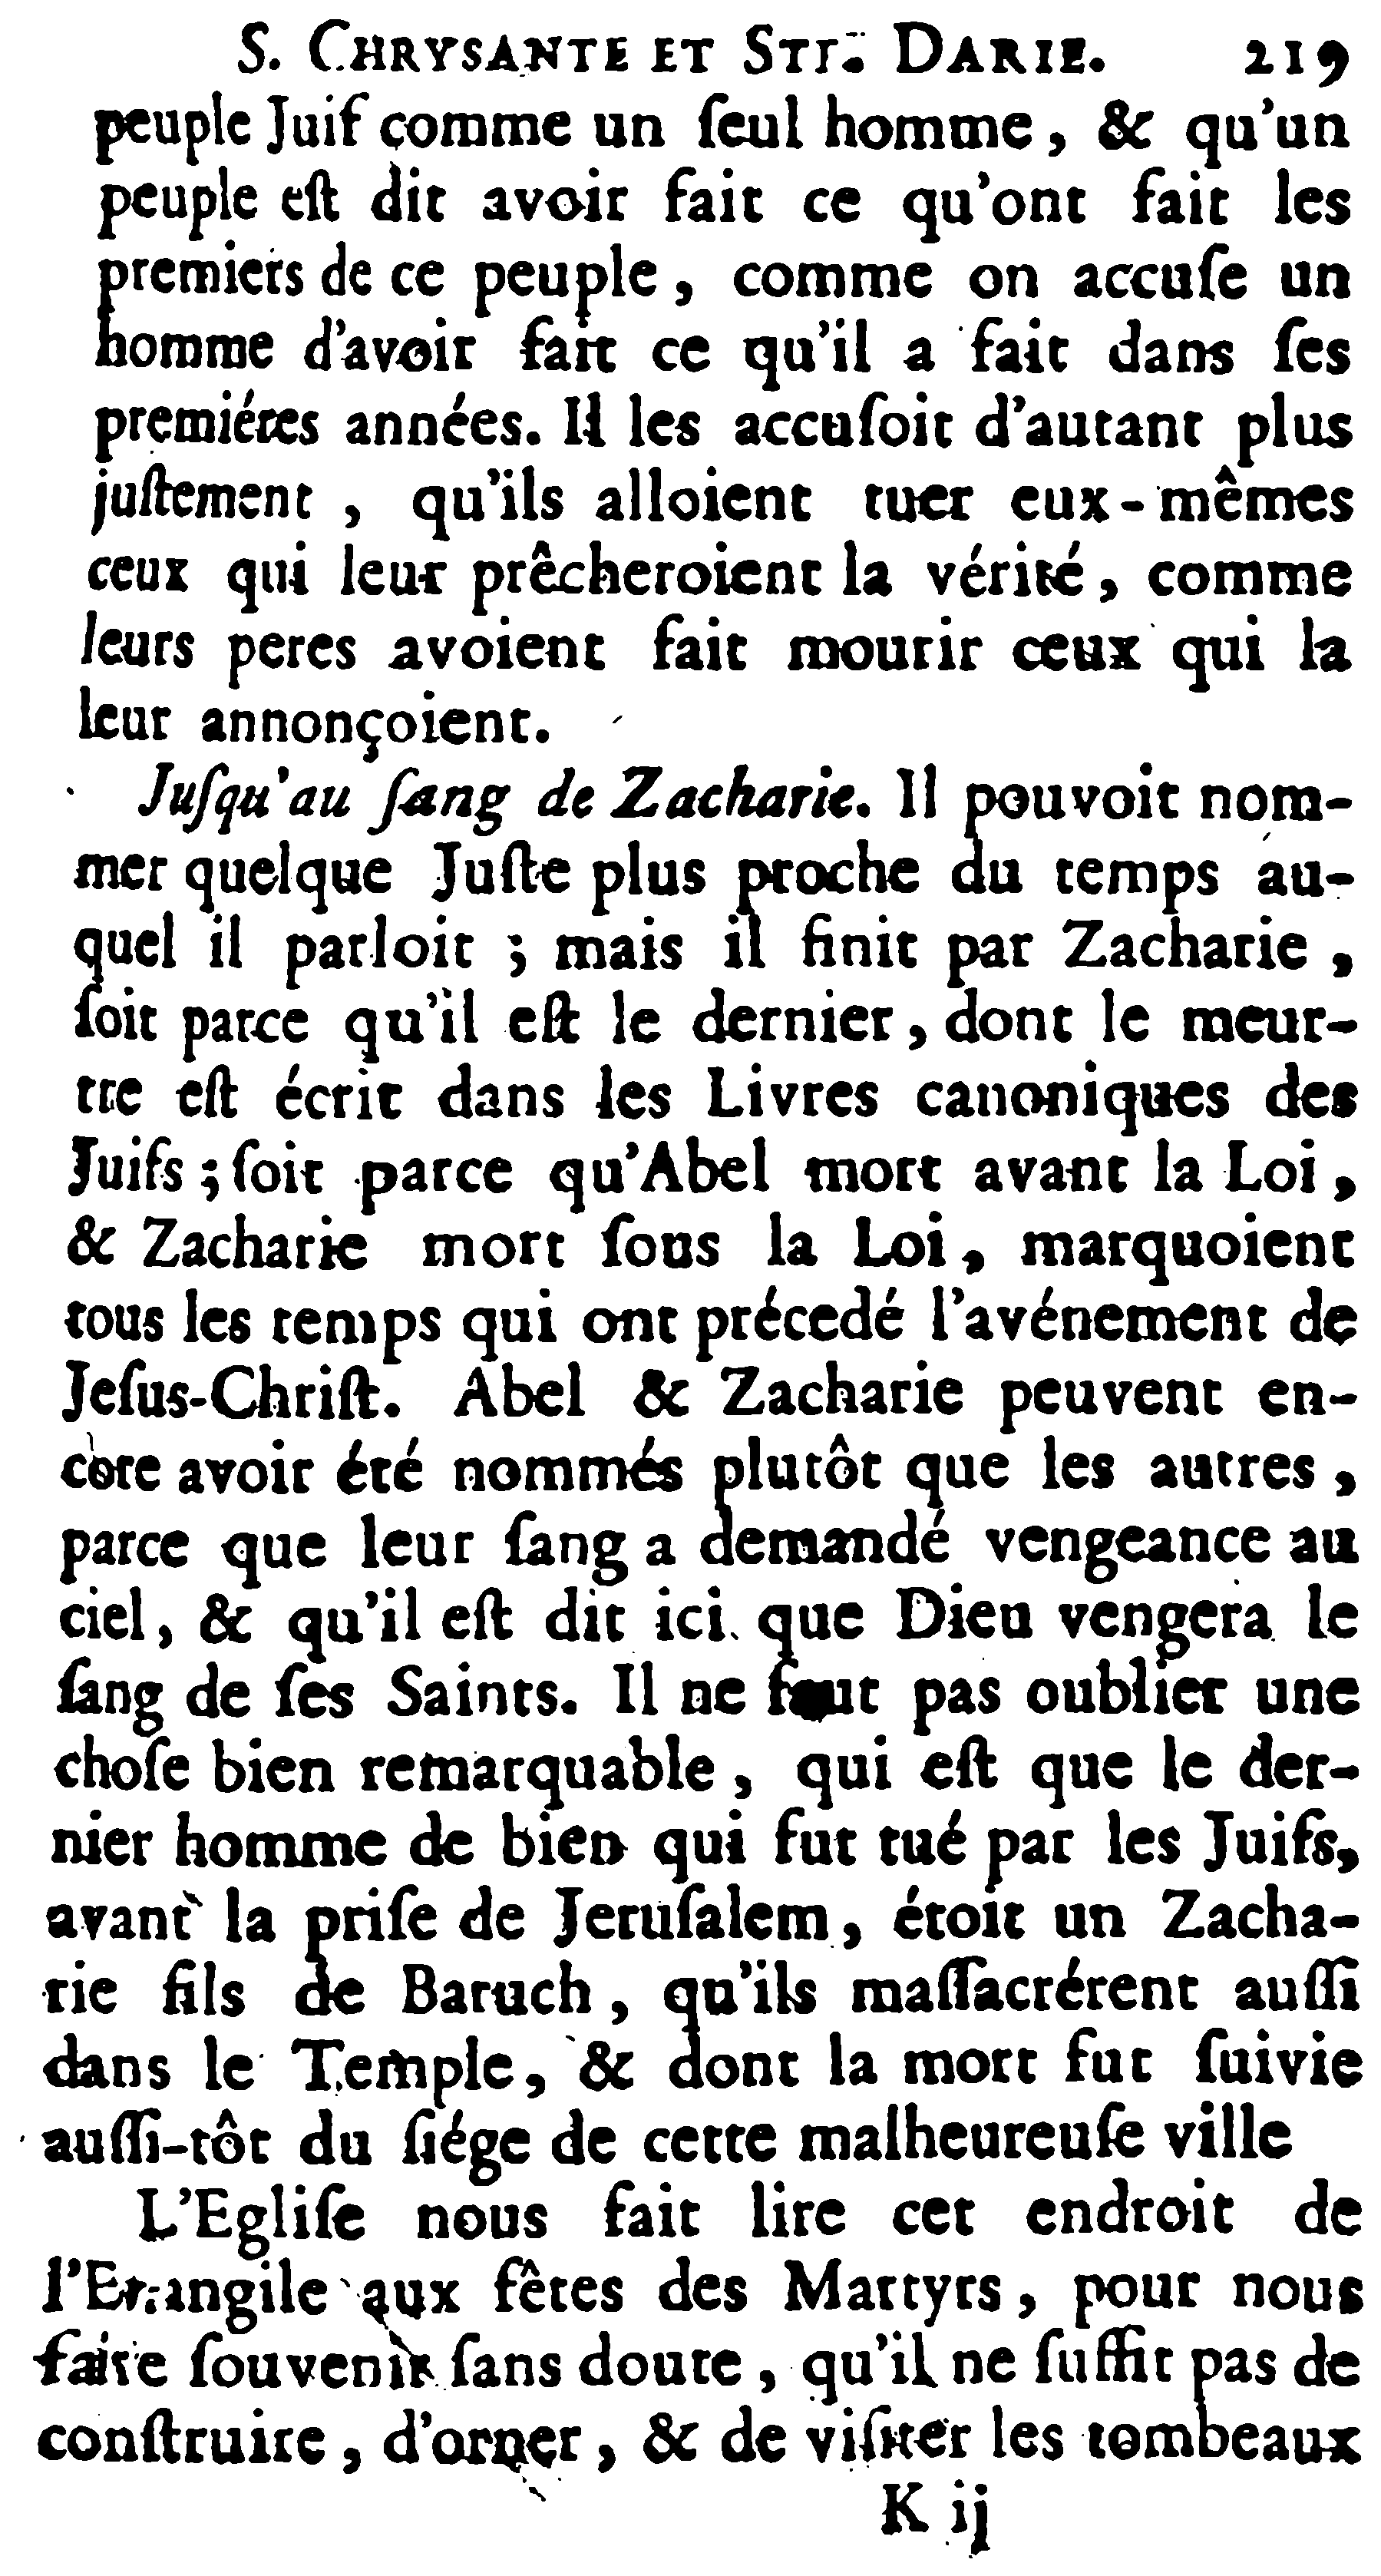 S. CHRYSANTE ET STE. DARIE. 219
peuple Juif comme un ſeul homme, & qu'un
peuple eſt dit avoir fait ce qu'ont fait les
premiers de ce peuple, comme on accuſe un
homme d'avoir fait ce qu'il a fait dans ſes
premiéres années. Il les accuſoit d'autant plus
juſtement, qu'ils alloient tuer eux-mêmes
ceux qui leur prêcheroient la vérité, comme
leurs peres avoient fait mourir ceux qui la
leur annonçoient.
Juſqu'au ſang de Zacharie. Il pouvoit nom-
mer quelque Juſte plus proche du temps au-
quel il parloit; mais il finit par Zacharie,
ſoit parce qu'il eſt le dernier, dont le meur-
tre eſt écrit dans les Livres canoniques des
Juifs; ſoit parce qu'Abel mort avant la Loi,
& Zacharie mort ſous la Loi, marquoient
tous les temps qui ont précedé l'avénement de
Jeſus-Chriſt. Abel & Zacharie peuvent en-
core avoir été nommés plutôt que les autres,
parce que leur ſang a demandé vengeance au
ciel, & qu'il eſt dit ici que Dieu vengera le
ſang de ſes Saints. Il ne faut pas oublier une
choſe bien remarquable, qui eſt que le der-
nier homme de bien qui fut tué par les Juifs,
avant la priſe de Jeruſalem, étoit un Zacha-
rie fils de Baruch, qu'ils maſſacrérent auſſi
dans le Temple, & dont la mort fut ſuivie
auſſi-tôt du ſiége de cette malheureuſe ville
L'Egliſe nous fait lire cet endroit de
l'Evangile aux fêtes des Martyrs, pour nous
faire ſouvenir ſans doute, qu'il ne ſuffit pas de
conſtruire, d'orner, & de viſiter les tombeaux
K ij